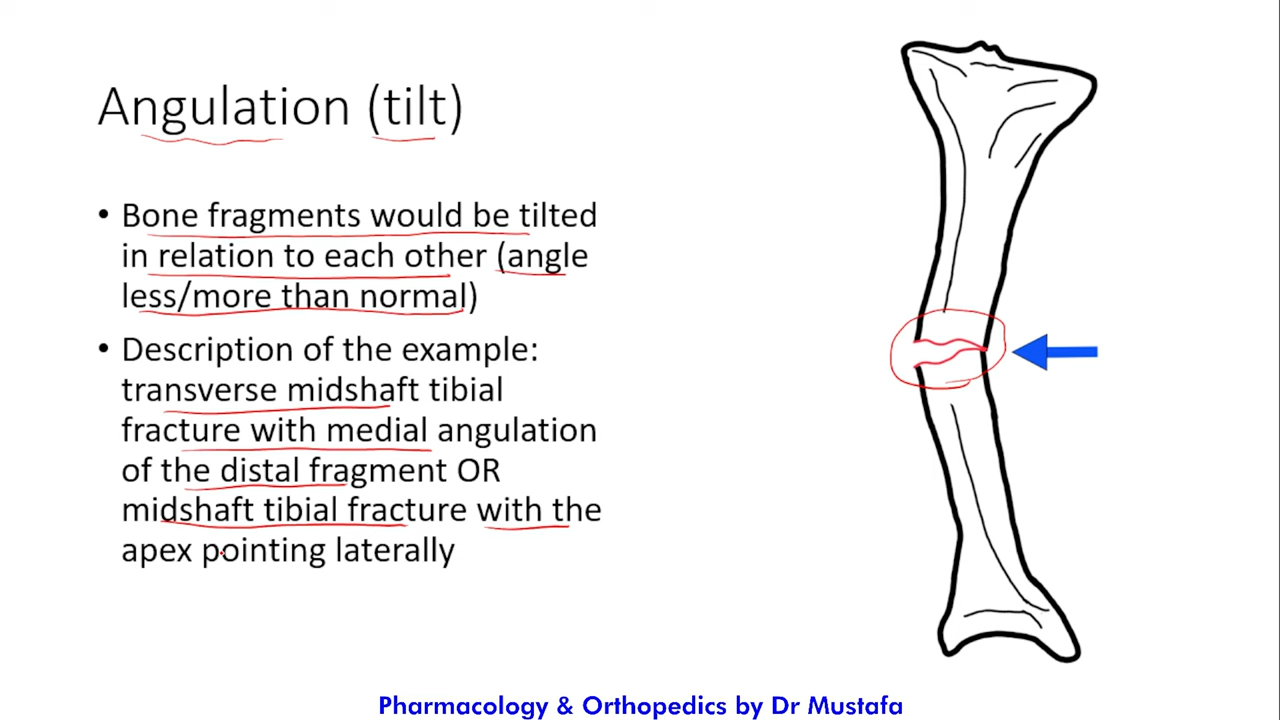 Angulation (tilt)
• Bone fragments would be tilted
in relation to each other (angle
less/more than normal)
• Description of the example:
transverse midshaft tibial
fracture with medial angulation
of the distal fragment OR
midshaft tibial fracture with the
apex pointing laterally
Pharmacology & Orthopedics by Dr Mustafa